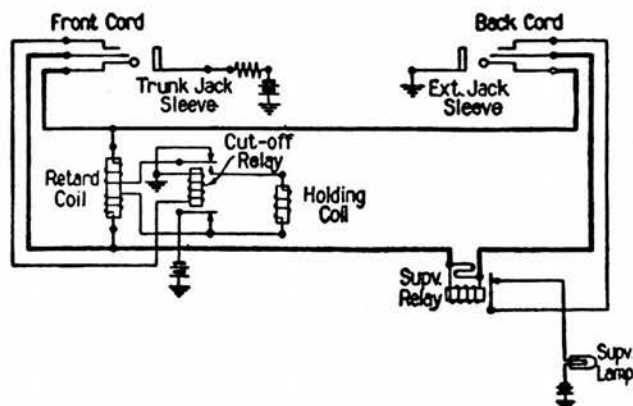 Front Cord
Back Cord
Trunk Jack
Sleeve
Ext. Jack
Sleeve
Cut-off
Relay
Retard
Coil
Holding
Coil
Supv.
Relay
Supv.
Lamp